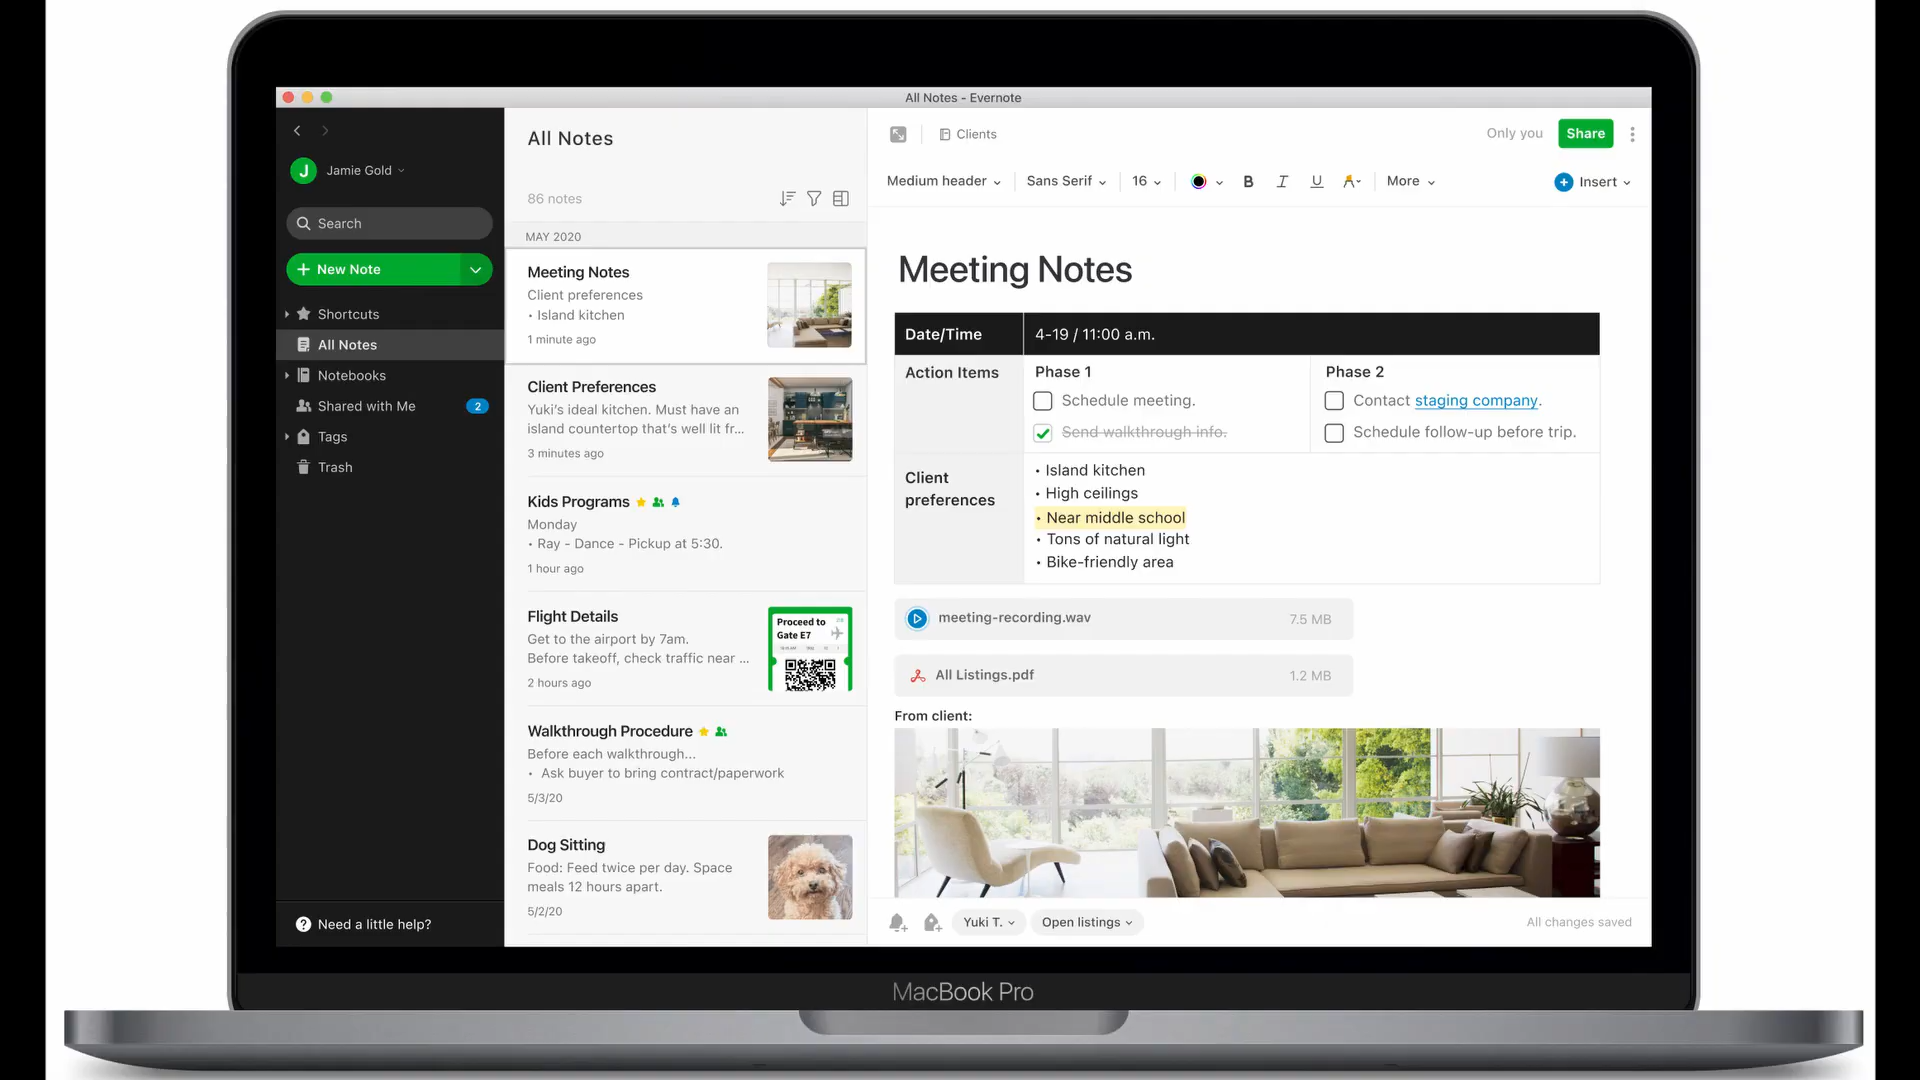 All Notes - Evernote
J
Jamie Gold
Search
New Note
Shortcuts
All Notes
Notebooks
Shared with Me
2
Tags
Trash
Need a little help?
All Notes
86 notes
MAY 2020
Meeting Notes
Client preferences
• Island kitchen
1 minute ago
Client Preferences
Yuki's ideal kitchen. Must have an
island countertop that's well lit fr...
3 minutes ago
Kids Programs
Monday
• Ray - Dance - Pickup at 5:30.
1 hour ago
Flight Details
Get to the airport by 7am.
Before takeoff, check traffic near ...
2 hours ago
Proceed to
Gate E7
Walkthrough Procedure
Before each walkthrough...
• Ask buyer to bring contract/paperwork
5/3/20
Dog Sitting
Food: Feed twice per day. Space
meals 12 hours apart.
5/2/20
Clients
Only you
Share
Medium header
Sans Serif
16
B I U A
More
Insert
Meeting Notes
Date/Time 4-19 / 11:00 a.m.
Action Items
Phase 1
Schedule meeting.
Send walkthrough info.
Phase 2
Contact staging company.
Schedule follow-up before trip.
Client
preferences
• Island kitchen
• High ceilings
• Near middle school
• Tons of natural light
• Bike-friendly area
meeting-recording.wav 7.5 MB
All Listings.pdf 1.2 MB
From client:
Yuki T.
Open listings
All changes saved
MacBook Pro